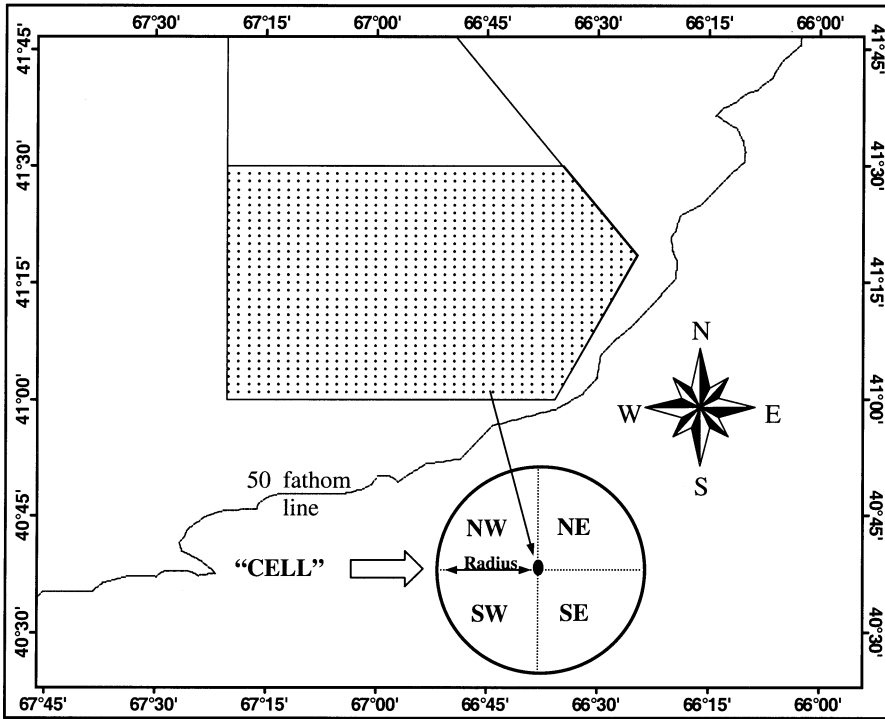 67°30' 67°15' 67°00' 66°45' 66°30' 66°15' 66°00'
41°45' 41°45'
41°30' 41°30'
41°15' 41°15'
N
41°00' W E 41°00'
S
50 fathom
line
40°45' NW NE 40°45'
"CELL" Radius
SW SE
40°30' 40°30'
67°45' 67°30' 67°15' 67°00' 66°45' 66°30' 66°15' 66°00'